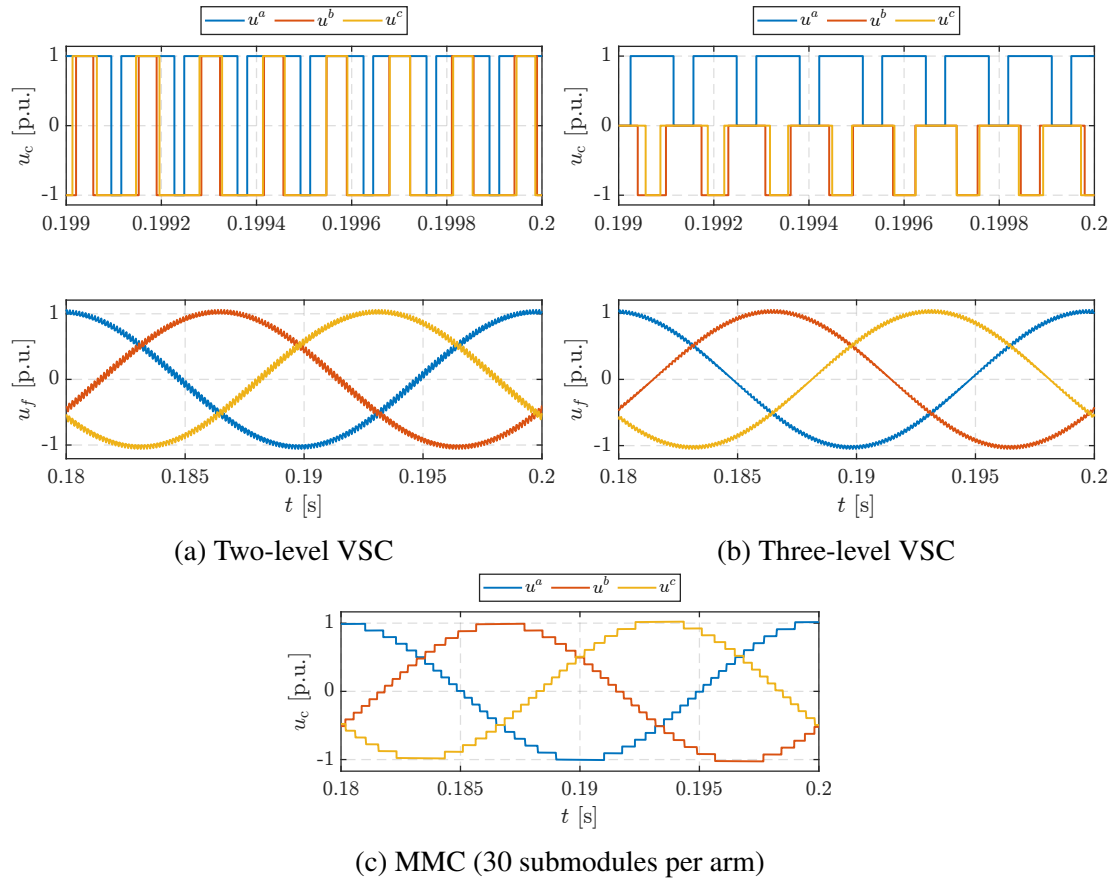 u^a u^b u^c
u_c [p.u.]
1
0
-1
0.199 0.1992 0.1994 0.1996 0.1998 0.2
u_f [p.u.]
1
0
-1
0.18 0.185 0.19 0.195 0.2
t [s]
(a) Two-level VSC
u^a u^b u^c
u_c [p.u.]
1
0
-1
0.199 0.1992 0.1994 0.1996 0.1998 0.2
u_f [p.u.]
1
0
-1
0.18 0.185 0.19 0.195 0.2
t [s]
(b) Three-level VSC
u^a u^b u^c
u_c [p.u.]
1
0
-1
0.18 0.185 0.19 0.195 0.2
t [s]
(c) MMC (30 submodules per arm)